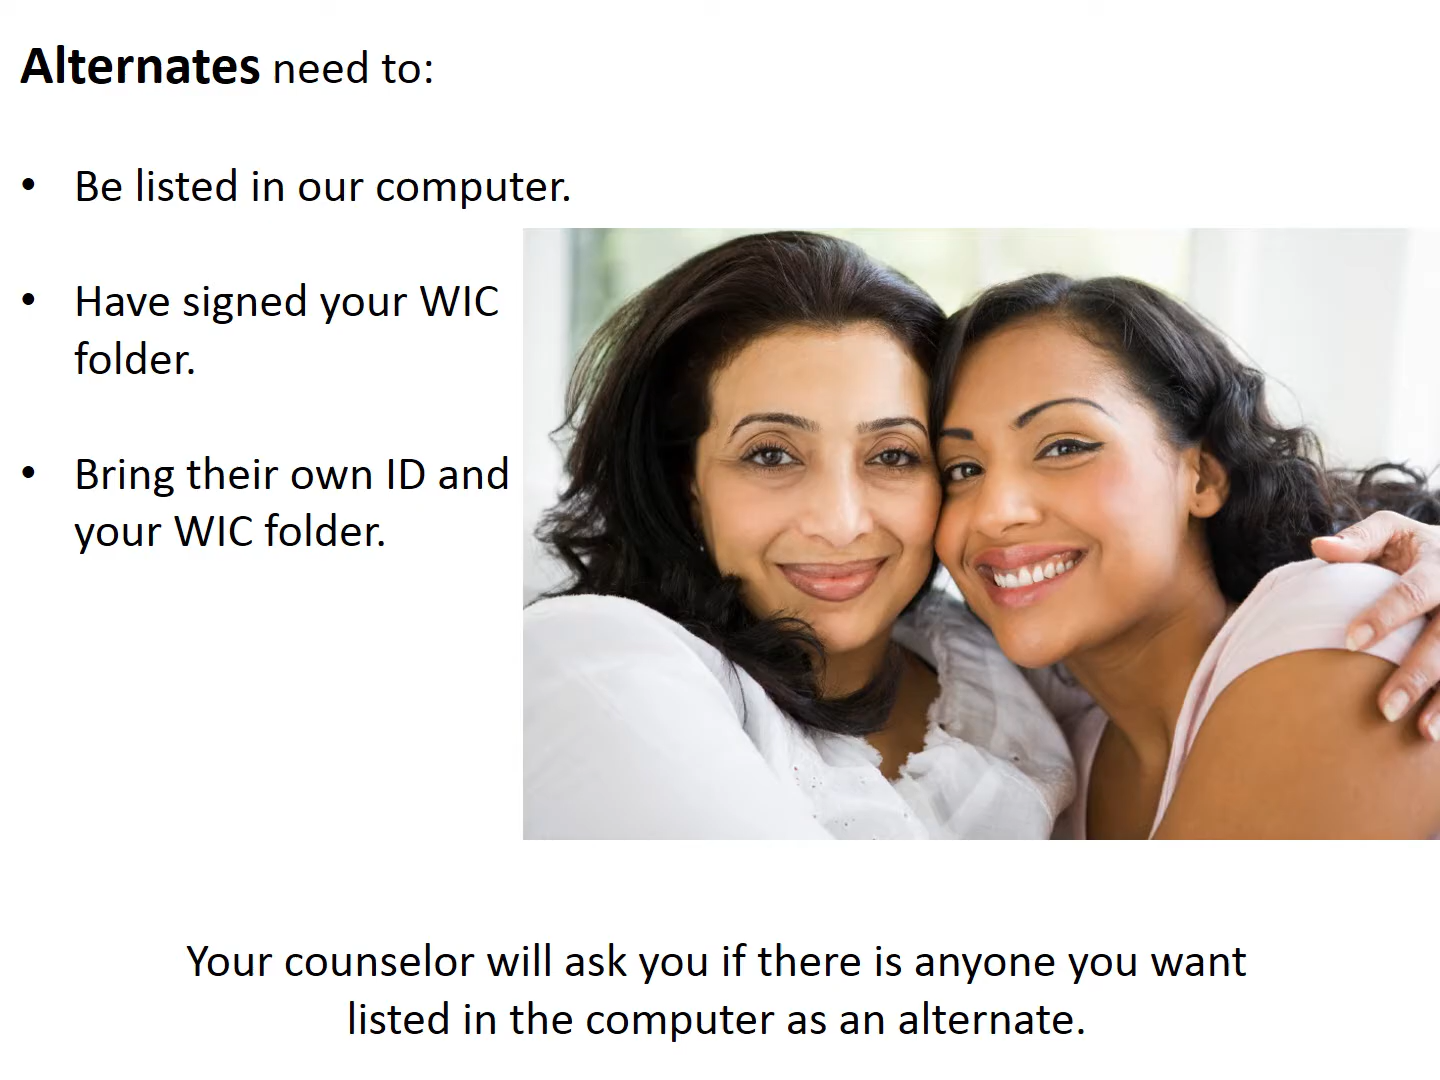 Alternates need to:
• Be listed in our computer.
• Have signed your WIC
folder.
• Bring their own ID and
your WIC folder.
Your counselor will ask you if there is anyone you want
listed in the computer as an alternate.